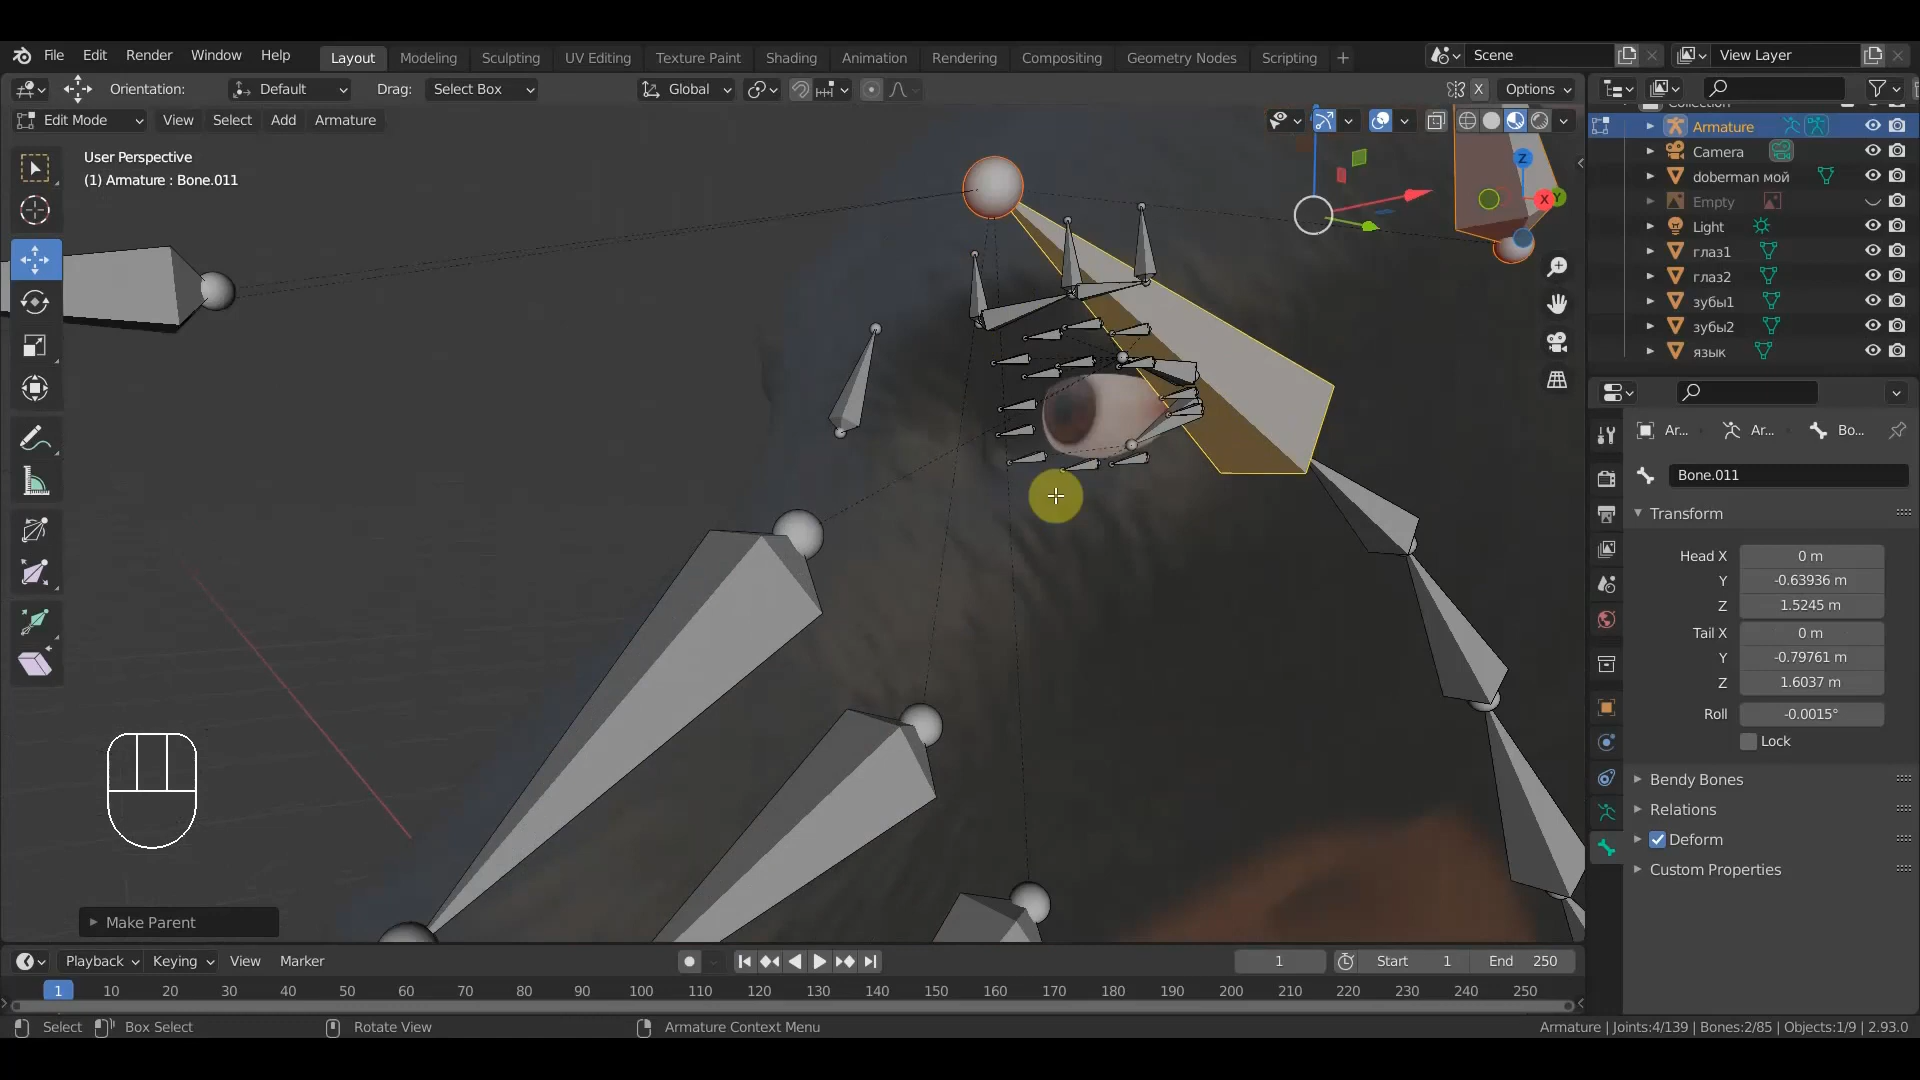 File Edit Render Window Help Layout Modeling Sculpting UV Editing Texture Paint Shading Animation Rendering Compositing Geometry Nodes Scripting + Scene View Layer
Orientation: Default Drag: Select Box Global X Options
Edit Mode View Select Add Armature
User Perspective
(1) Armature : Bone.011
Z
X Y
Make Parent
Collection
Armature
Camera
doberman мой
Empty
Light
глаз1
глаз2
зубы1
зубы2
язык
Ar... Ar... Bo...
Bone.011
Transform
Head X 0 m
Y -0.63936 m
Z 1.5245 m
Tail X 0 m
Y -0.79761 m
Z 1.6037 m
Roll -0.0015°
Lock
Bendy Bones
Relations
Deform
Custom Properties
Playback Keying View Marker 1 Start 1 End 250
1 10 20 30 40 50 60 70 80 90 100 110 120 130 140 150 160 170 180 190 200 210 220 230 240 250
Select Box Select Rotate View Armature Context Menu Armature | Joints:4/139 | Bones:2/85 | Objects:1/9 | 2.93.0